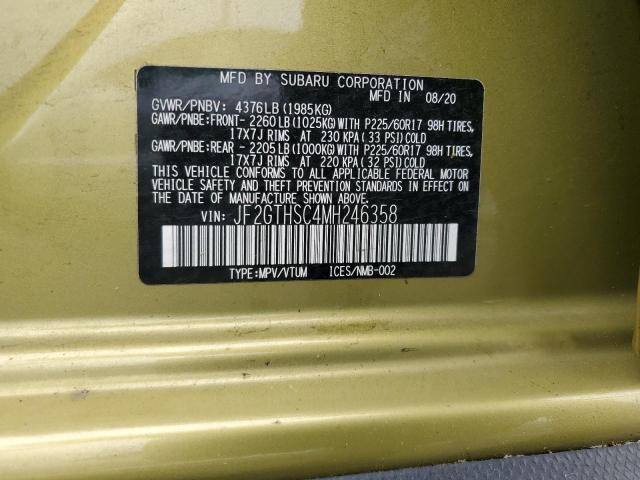 MFD BY SUBARU CORPORATION
MFD IN 08/20
GVWR/PNBV: 4376LB(1985KG)
GAWR/PNBE:FRONT- 2260LB(1025KG)WITH P225/60R17 98H TIRES,
17X7J RIMS AT 230 KPA(33 PSI)COLD
GAWR/PNBE:REAR - 2205LB(1000KG)WITH P225/60R17 98H TIRES,
17X7J RIMS AT 220 KPA(32 PSI)COLD
THIS VEHICLE CONFORMS TO ALL APPLICABLE FEDERAL MOTOR
VEHICLE SAFETY AND THEFT PREVENTION STANDARDS IN EFFECT ON
THE DATE OF MANUFACTURE SHOWN ABOVE.
VIN: JF2GTHSC4MH246358
TYPE:MPV/VTUM ICES/NMB-002